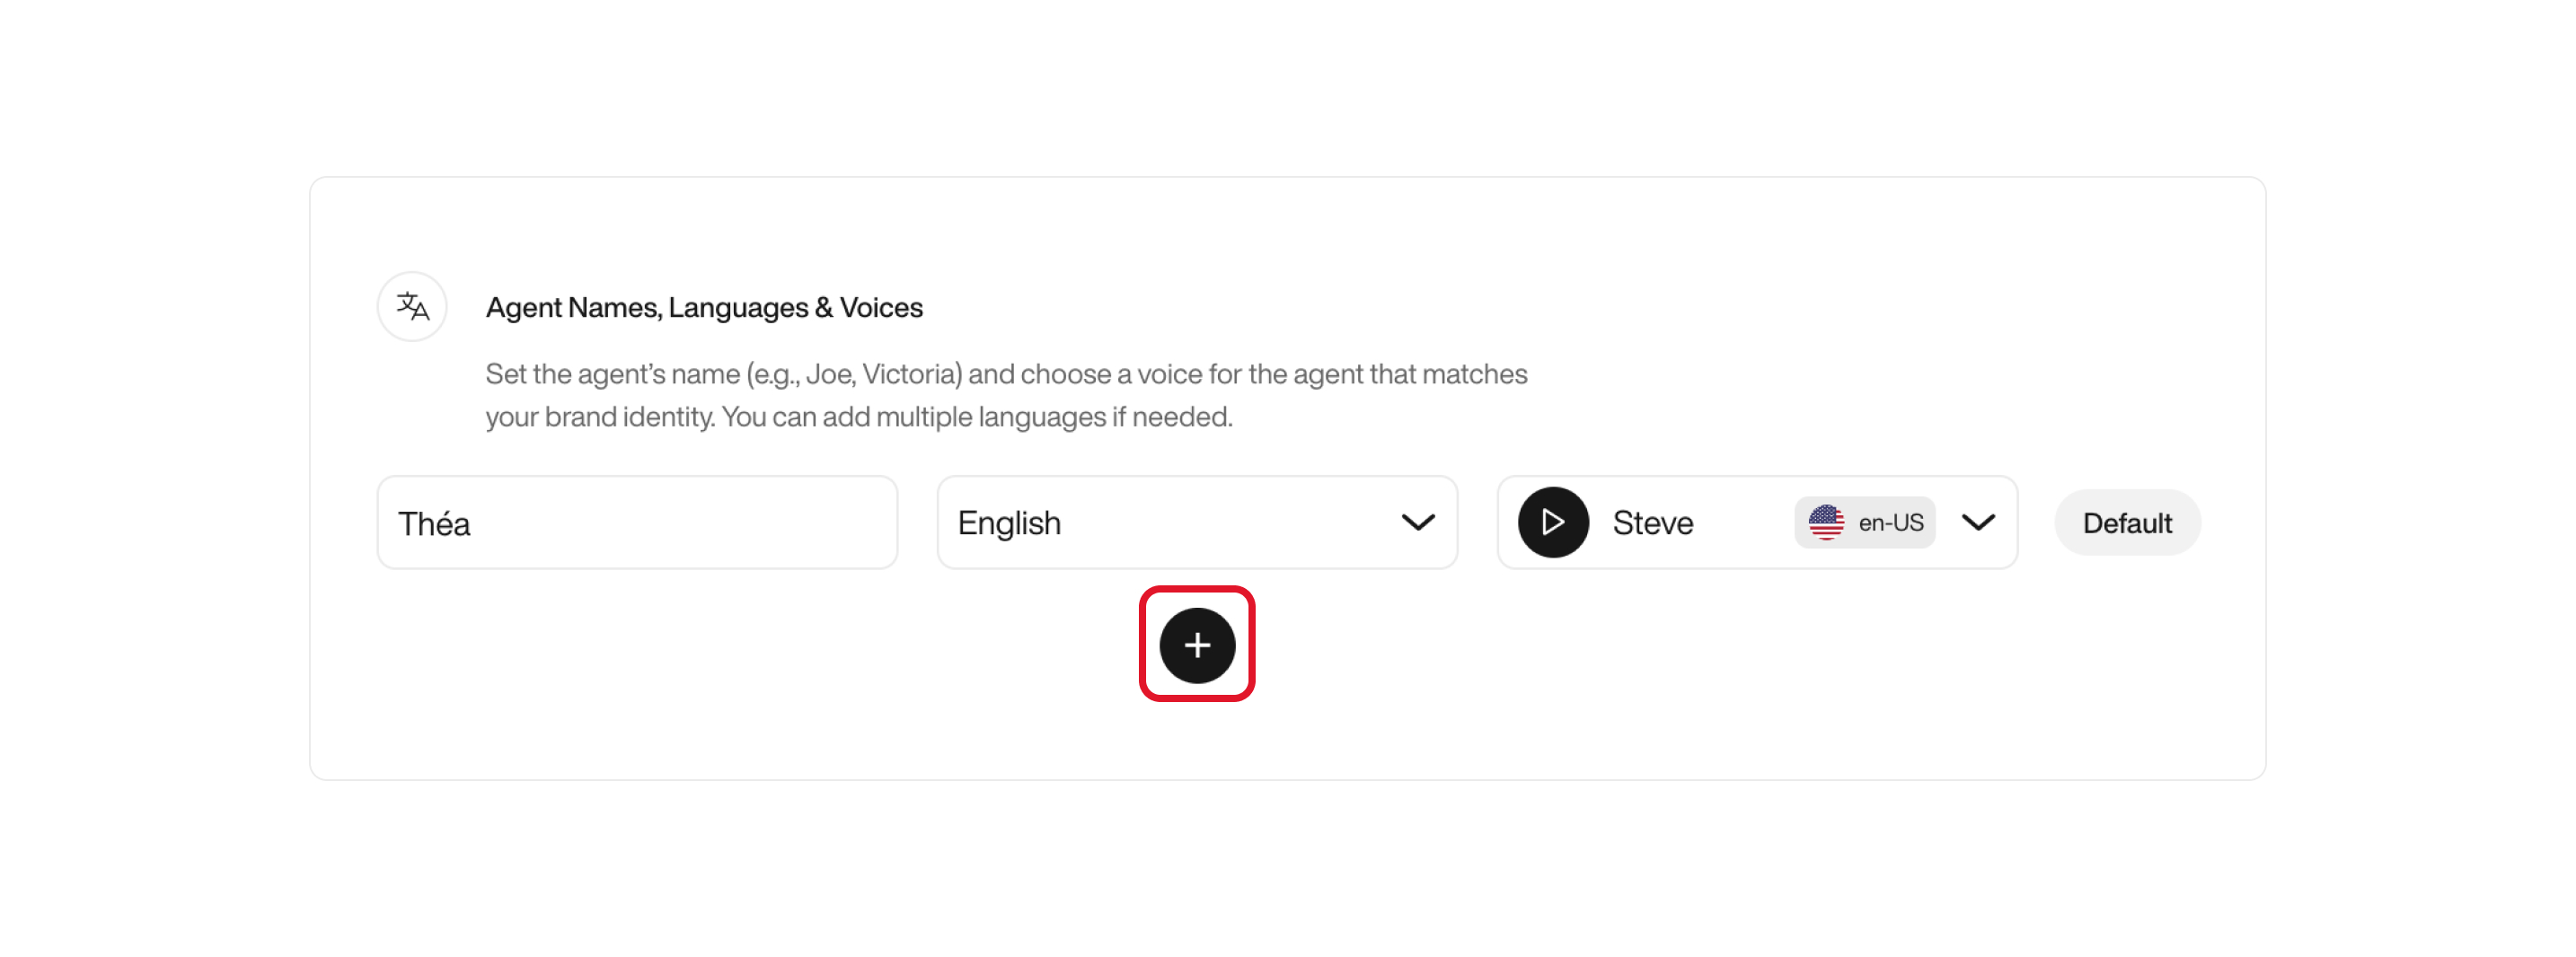 Agent Names, Languages & Voices
Set the agent’s name (e.g., Joe, Victoria) and choose a voice for the agent that matches
your brand identity. You can add multiple languages if needed.
Théa
English
Steve
en-US
Default